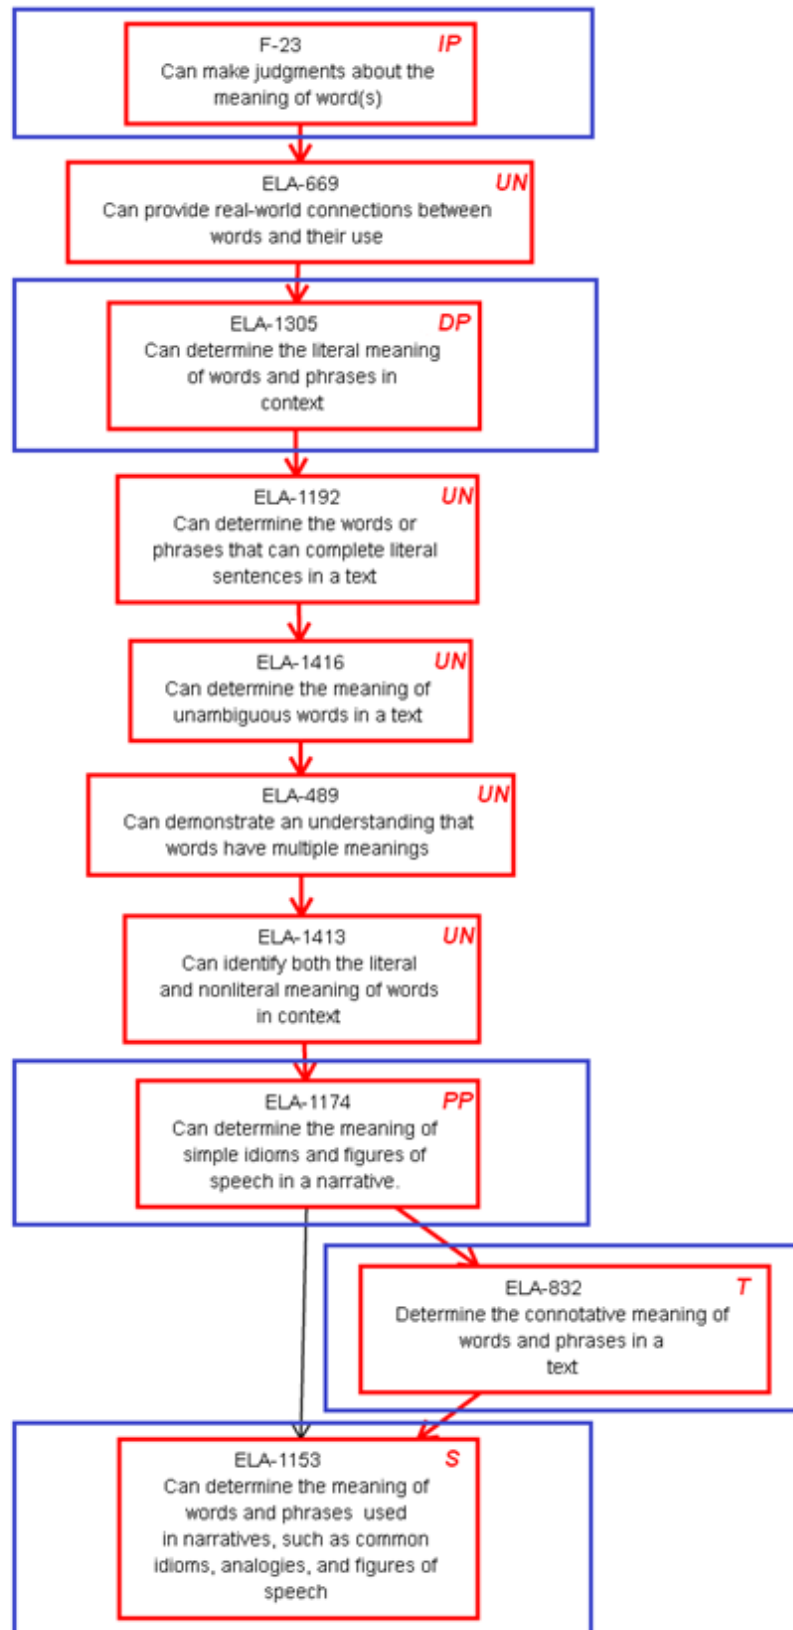 F-23 IP
Can make judgments about the
meaning of word(s)
ELA-669 UN
Can provide real-world connections between
words and their use
ELA-1305 DP
Can determine the literal meaning
of words and phrases in
context
ELA-1192 UN
Can determine the words or
phrases that can complete literal
sentences in a text
ELA-1416 UN
Can determine the meaning of
unambiguous words in a text
ELA-489 UN
Can demonstrate an understanding that
words have multiple meanings
ELA-1413 UN
Can identify both the literal
and nonliteral meaning of words
in context
ELA-1174 PP
Can determine the meaning of
simple idioms and figures of
speech in a narrative.
ELA-832 T
Determine the connotative meaning of
words and phrases in a
text
ELA-1153 S
Can determine the meaning of
words and phrases used
in narratives, such as common
idioms, analogies, and figures of
speech